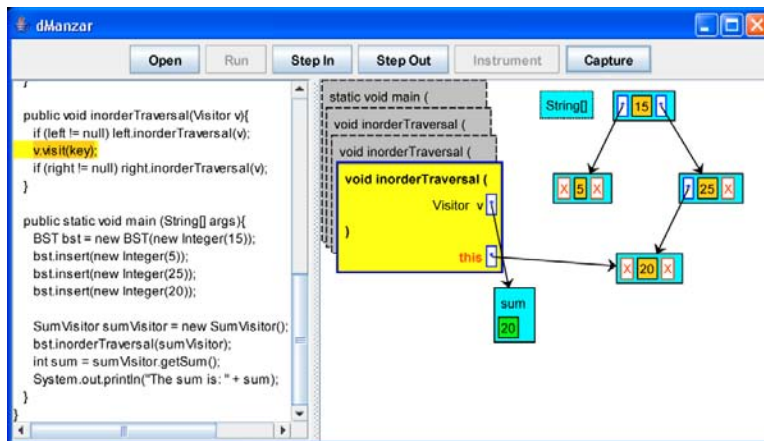 dManzar
Open Run Step In Step Out Instrument Capture
}
public void inorderTraversal(Visitor v){
if (left != null) left.inorderTraversal(v);
v.visit(key);
if (right != null) right.inorderTraversal(v);
}
public static void main (String[] args){
BST bst = new BST(new Integer(15));
bst.insert(new Integer(5));
bst.insert(new Integer(25));
bst.insert(new Integer(20));
SumVisitor sumVisitor = new SumVisitor();
bst.inorderTraversal(sumVisitor);
int sum = sumVisitor.getSum();
System.out.println("The sum is: " + sum);
}
}
static void main (
void inorderTraversal (
void inorderTraversal (
void inorderTraversal (
Visitor v
)
this
String[]
15
X 5 X
25 X
X 20 X
sum
20